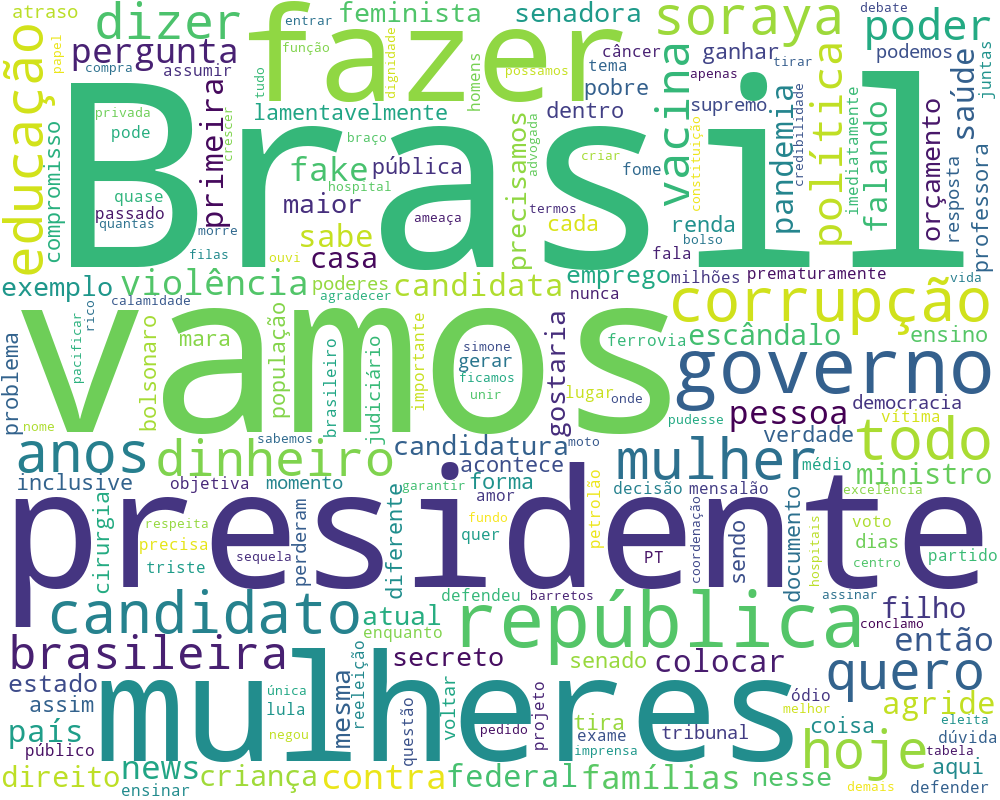 atraso
dizer
entrar
feminista
senadora
debate
papel
fazer
soraya
poder
pergunta
função
homens
câncer
ganhar
podemos
juntas
educação
compra
assumir
tudo
dignidade
possamos
tema
apenas
tirar
Brasil
privada
pode
crescer
lamentavelmente
braço
pobre
dentro
vacina
supremo
pandemia
credibilidade
política
imediatamente
falando
orçamento
saúde
compromisso
primeira
fake
pública
precisamos
advogada
criar
fome
constituição
resposta
professora
quase
hospital
maior
passado
quantas
morre
ameaça
termos
cada
renda
sabe
bolso
filas
ouvi
casa
fala
exemplo
violência
poderes
candidata
emprego
milhões
prematuramente
vida
agradecer
nunca
calamidade
corrupção
vamos
rico
pacificar
bolsonaro
mara
população
brasileiro
judiciário
importante
simone
gerar
ficamos
unir
gostaria
ferrovia
escândalo
ensino
problema
lugar
onde
governo
pessoa
democracia
vítima
nome
pudesse
verdade
todo
anos
sabemos
dinheiro
candidatura
moto
mulher
médio
ministro
inclusive
objetiva
momento
acontece
garantir
forma
amor
decisão
mensalão
excelência
presidente
cirurgia
respeita
precisa
triste
sequela
perderam
diferente
fundo
quer
petrolão
PT
coordenação
sendo
documento
hospitais
voto
dias
centro
partido
candidato
defendeu
barretos
assinar
atual
enquanto
república
filho
conclamo
então
brasileira
secreto
senado
colocar
quero
estado
assim
mulheres
única
lula
negou
mesma
reeleição
questão
voltar
pedido
projeto
tira
exame
imprensa
tribunal
ódio
melhor
coisa
agride
eleita
dúvida
país
público
hoje
tabela
aqui
direito
news
ensinar
criança
contra
federal
famílias
nesse
demais
defender